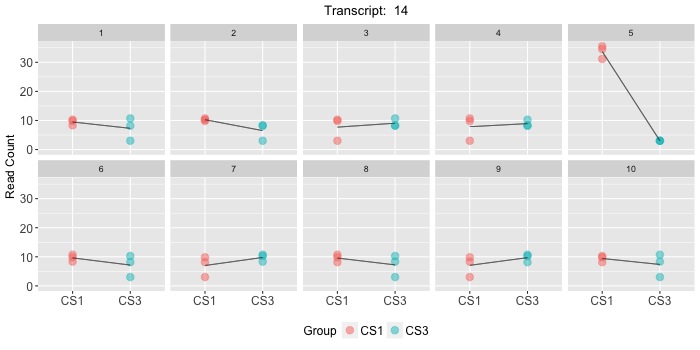 Transcript: 14
1 2 3 4 5
30
20
10
0
Read Count
6 7 8 9 10
30
20
10
0
CS1 CS3 CS1 CS3 CS1 CS3 CS1 CS3 CS1 CS3
Group CS1 CS3